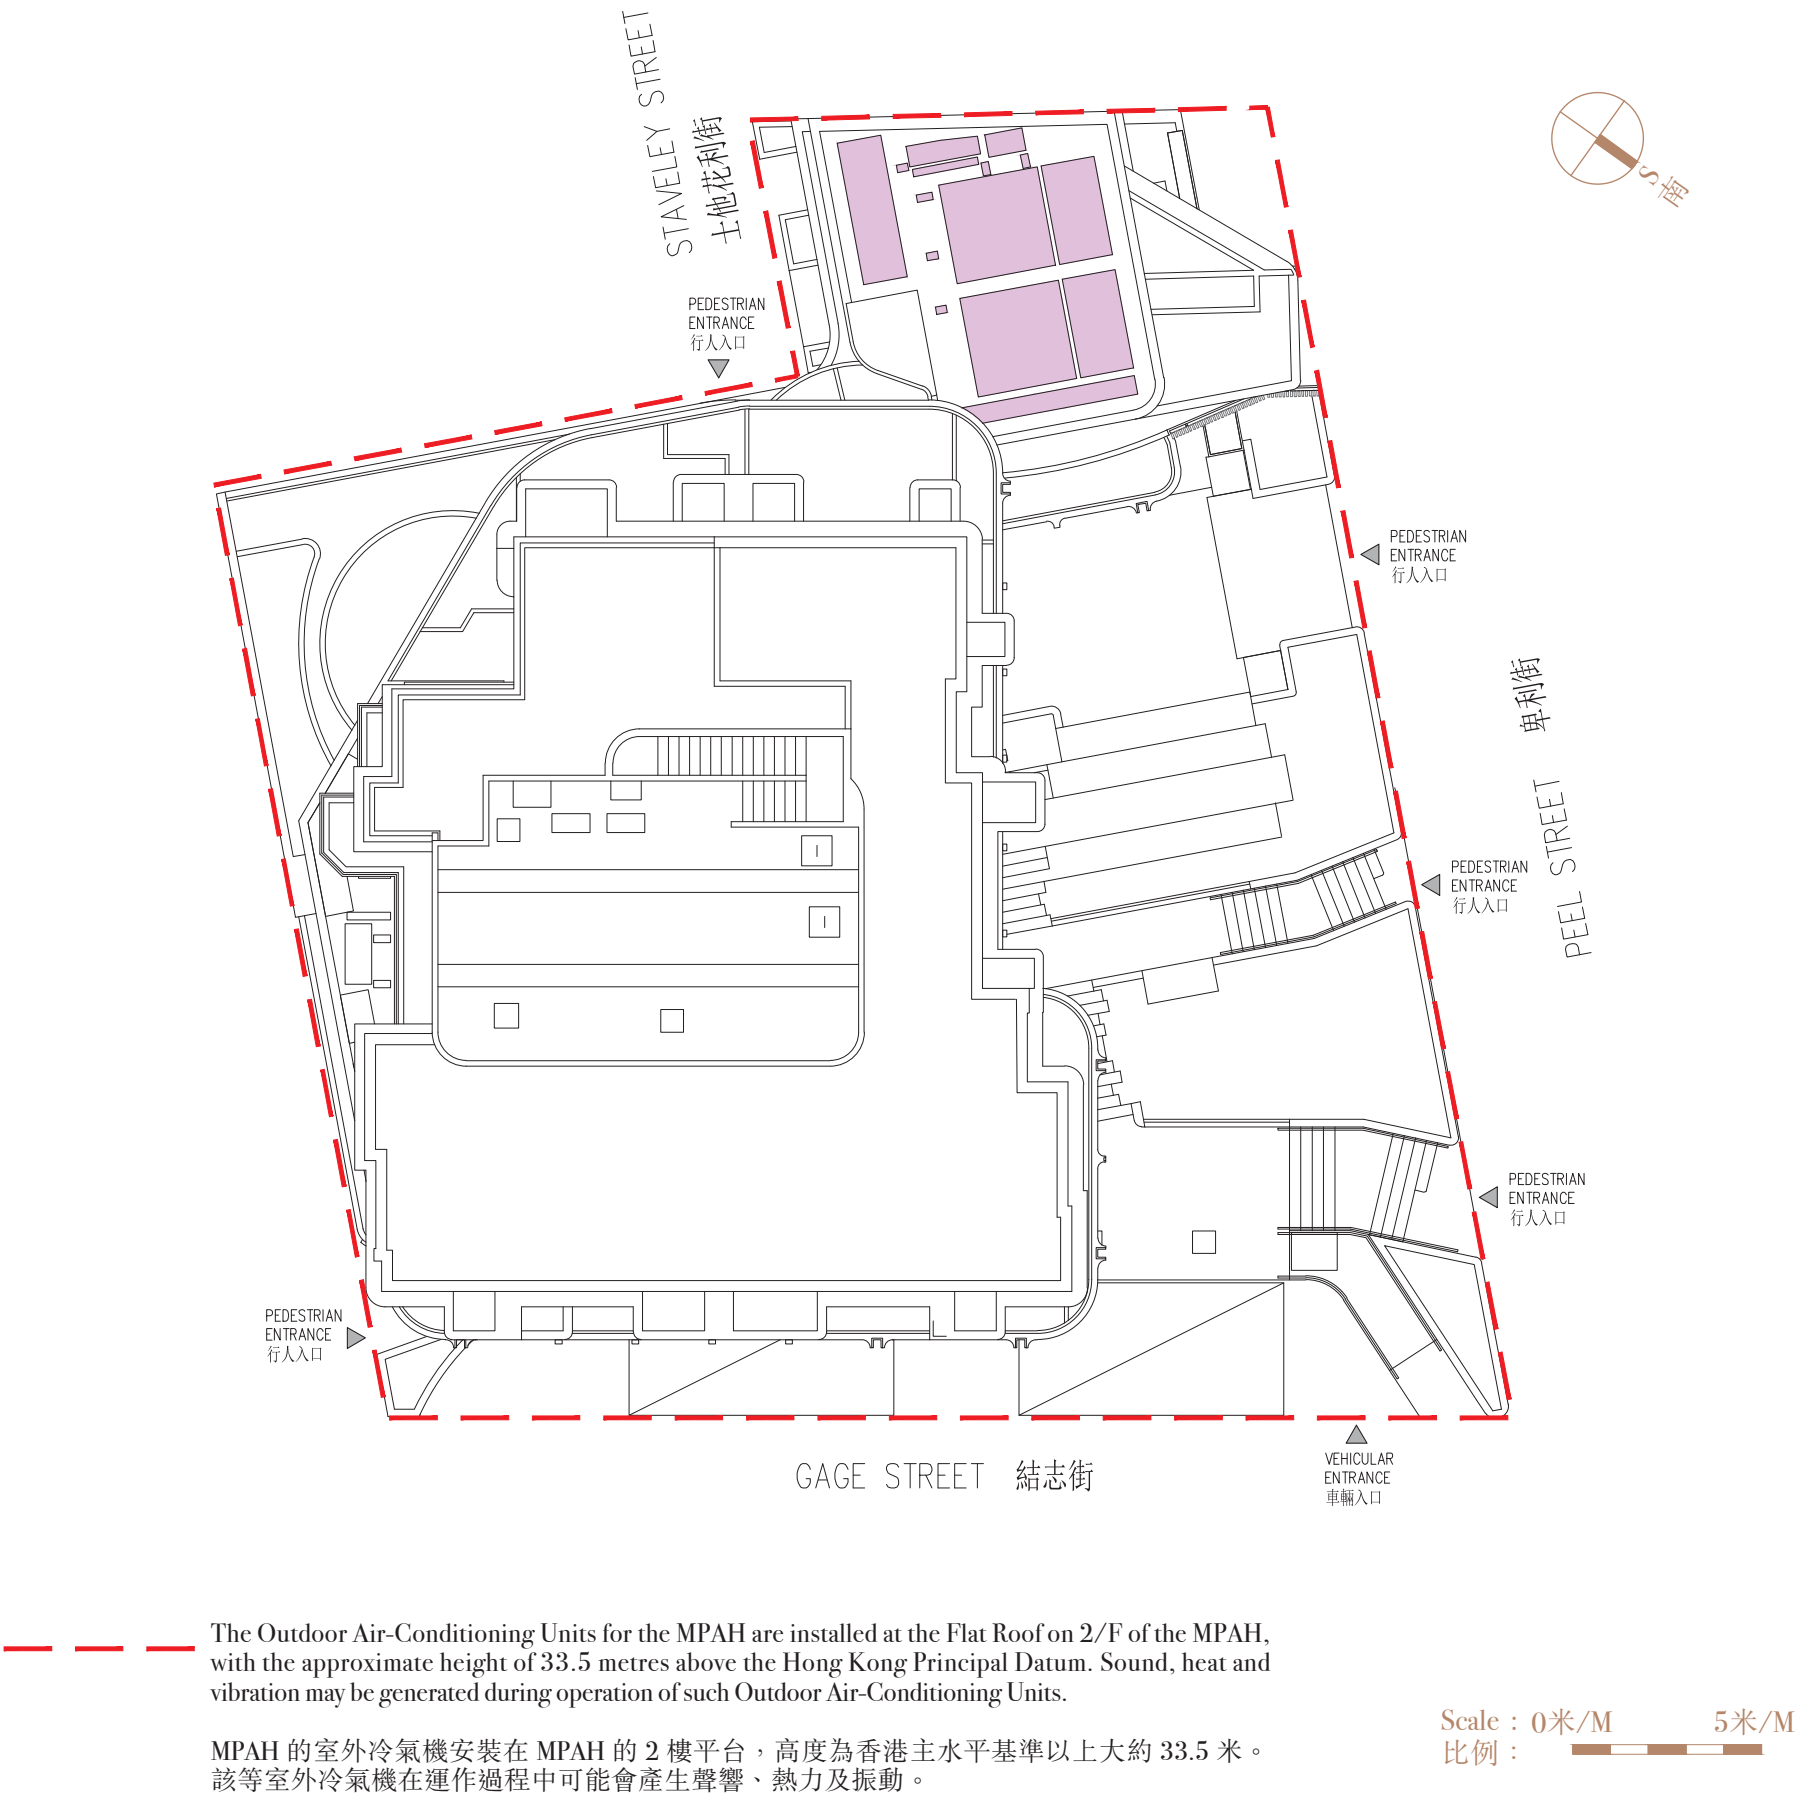 STAVELEY STREET
士他花利街
S 南
PEDESTRIAN
ENTRANCE
行人入口
PEDESTRIAN
ENTRANCE
行人入口
卑利街
PEEL STREET
PEDESTRIAN
ENTRANCE
行人入口
PEDESTRIAN
ENTRANCE
行人入口
PEDESTRIAN
ENTRANCE
行人入口
GAGE STREET 結志街
VEHICULAR
ENTRANCE
車輛入口
The Outdoor Air-Conditioning Units for the MPAH are installed at the Flat Roof on 2/F of the MPAH,
with the approximate height of 33.5 metres above the Hong Kong Principal Datum. Sound, heat and
vibration may be generated during operation of such Outdoor Air-Conditioning Units.
MPAH 的室外冷氣機安裝在 MPAH 的 2 樓平台，高度為香港主水平基準以上大約 33.5 米。
該等室外冷氣機在運作過程中可能會產生聲響、熱力及振動。
Scale : 0米/M 5米/M
比例 :